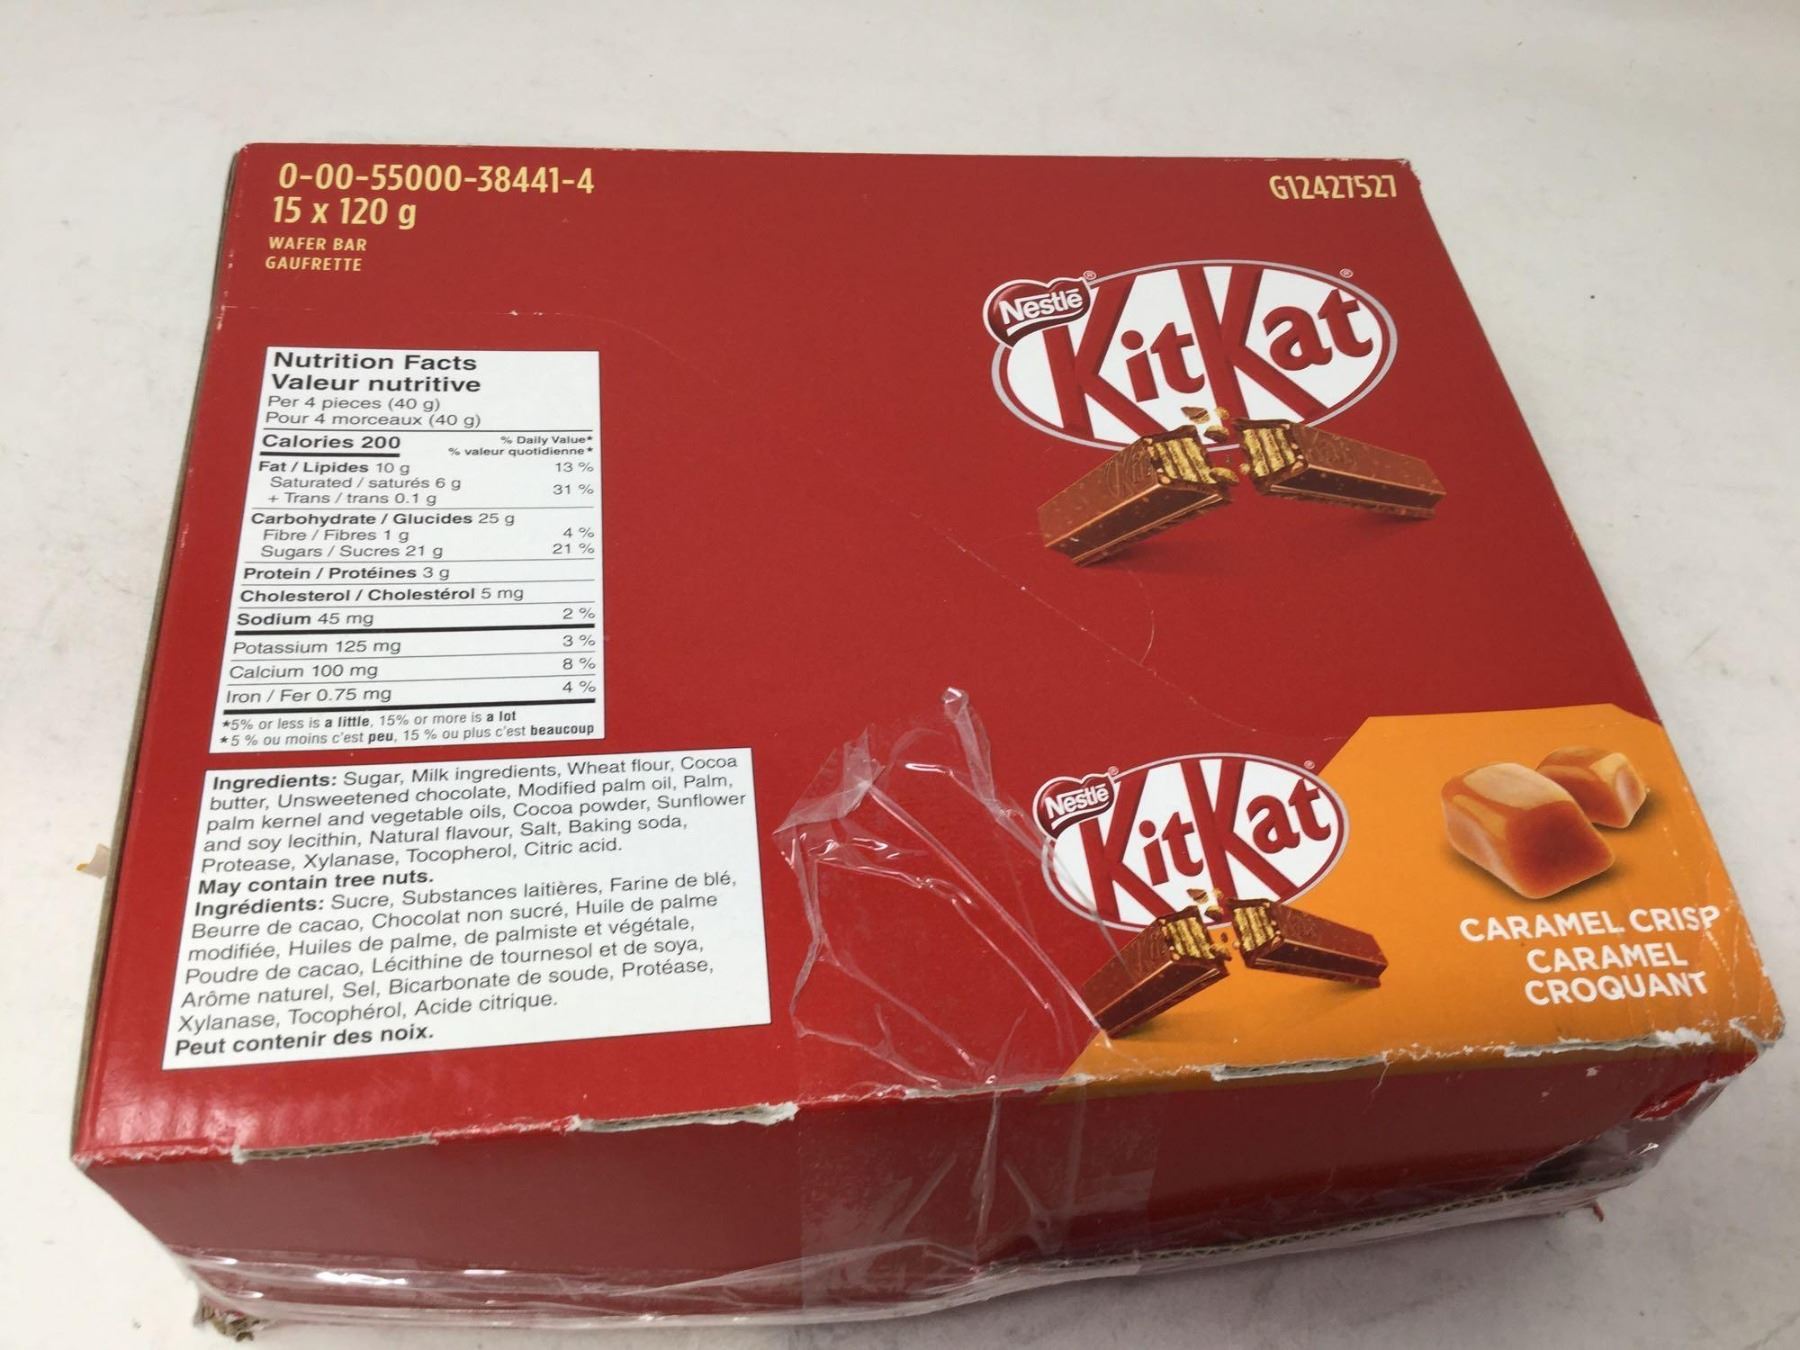 0-00-55000-38441-4
15 x 120 g
WAFER BAR
GAUFRETTE
G12427527
Nestlé®
KitKat®
Nutrition Facts
Valeur nutritive
Per 4 pieces (40 g)
Pour 4 morceaux (40 g)
Calories 200
% Daily Value*
% valeur quotidienne*
Fat / Lipides 10 g 13 %
Saturated / saturés 6 g
+ Trans / trans 0.1 g 31 %
Carbohydrate / Glucides 25 g
Fibre / Fibres 1 g 4 %
Sugars / Sucres 21 g 21 %
Protein / Protéines 3 g
Cholesterol / Cholestérol 5 mg
Sodium 45 mg 2 %
Potassium 125 mg 3 %
Calcium 100 mg 8 %
Iron / Fer 0.75 mg 4 %
*5% or less is a little, 15% or more is a lot
*5 % ou moins c'est peu, 15 % ou plus c'est beaucoup
Ingredients: Sugar, Milk ingredients, Wheat flour, Cocoa
butter, Unsweetened chocolate, Modified palm oil, Palm,
palm kernel and vegetable oils, Cocoa powder, Sunflower
and soy lecithin, Natural flavour, Salt, Baking soda,
Protease, Xylanase, Tocopherol, Citric acid.
May contain tree nuts.
Ingrédients: Sucre, Substances laitières, Farine de blé,
Beurre de cacao, Chocolat non sucré, Huile de palme
modifiée, Huiles de palme, de palmiste et végétale,
Poudre de cacao, Lécithine de tournesol et de soya,
Arôme naturel, Sel, Bicarbonate de soude, Protéase,
Xylanase, Tocophérol, Acide citrique.
Peut contenir des noix.
Nestlé®
KitKat®
CARAMEL CRISP
CARAMEL
CROQUANT